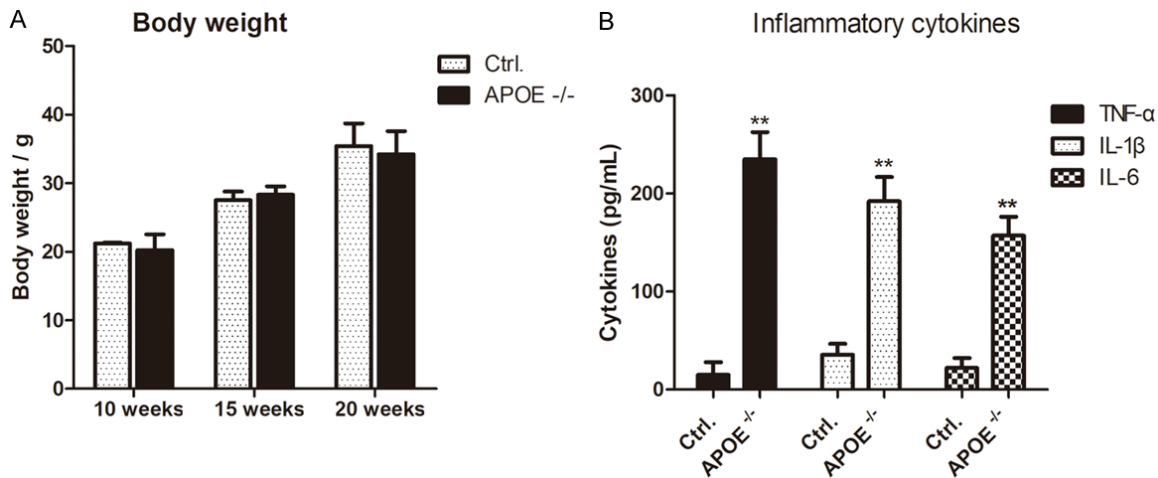 A
Body weight
Body weight / g
50
40
30
20
10
0
10 weeks
15 weeks
20 weeks
Ctrl.
APOE -/-
B
Inflammatory cytokines
Cytokines (pg/mL)
300
200
100
0
**
**
**
Ctrl.
APOE -/-
Ctrl.
APOE -/-
Ctrl.
APOE -/-
TNF-α
IL-1β
IL-6